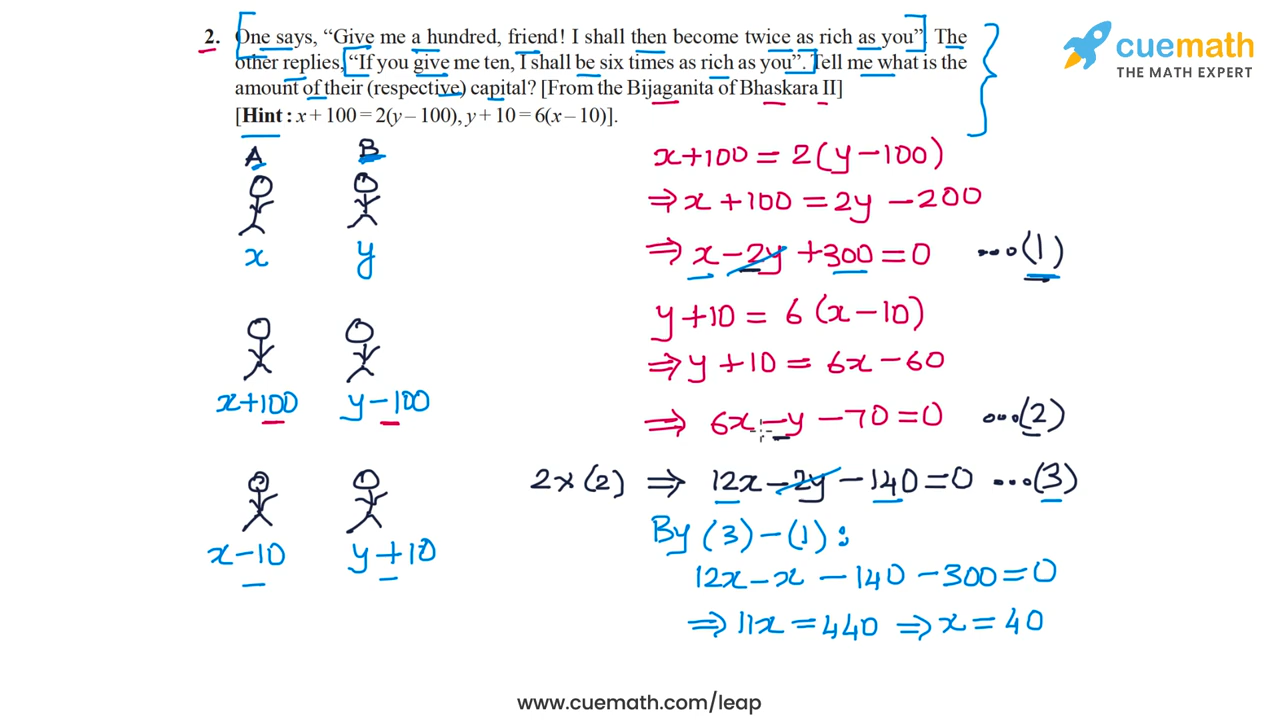 2. One says, “Give me a hundred, friend! I shall then become twice as rich as you”. The
other replies, “If you give me ten, I shall be six times as rich as you”. Tell me what is the
amount of their (respective) capital? [From the Bijaganita of Bhaskara II]
[Hint : x + 100 = 2(y – 100), y + 10 = 6(x – 10)].
cuemath
THE MATH EXPERT
A B
x y
x+100 y-100
x-10 y+10
x+100 = 2(y-100)
⇒ x+100 = 2y -200
⇒ x-2y +300=0 ...(1)
y+10 = 6(x-10)
⇒ y+10 = 6x-60
⇒ 6x-y-70=0 ...(2)
2x(2) ⇒ 12x-2y-140=0 ...(3)
By (3)-(1):
12x-x-140-300=0
⇒ 11x=440 ⇒ x=40
www.cuemath.com/leap